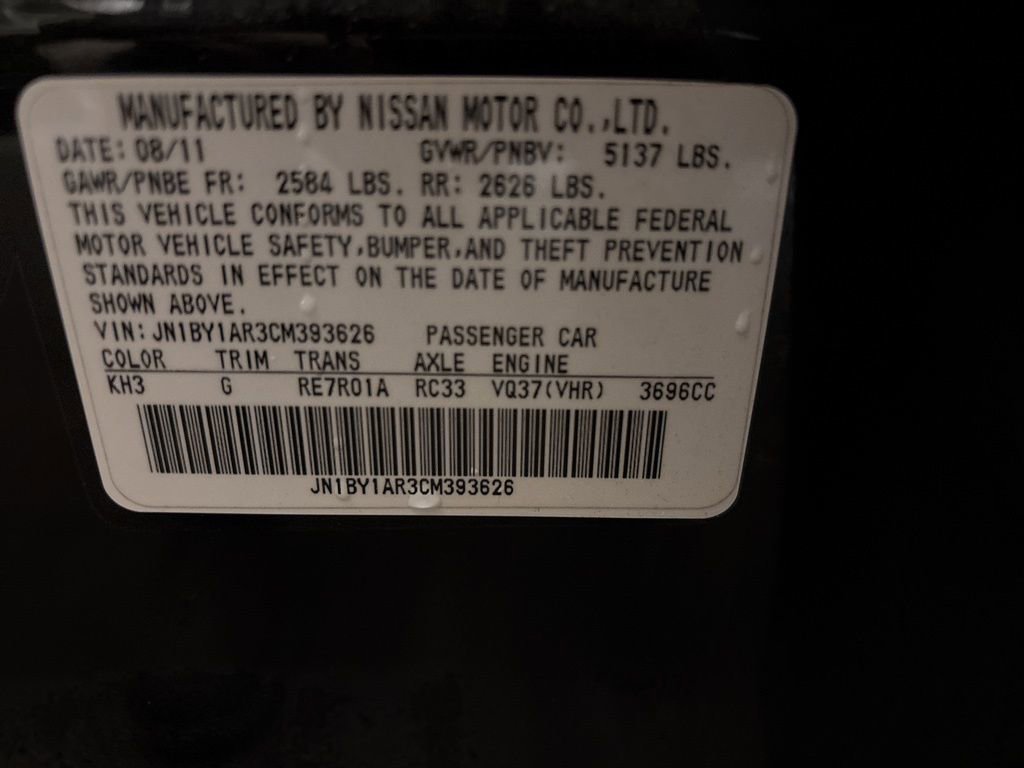 MANUFACTURED BY NISSAN MOTOR CO.,LTD.
DATE: 08/11 GVWR/PNBV: 5137 LBS.
GAWR/PNBE FR: 2584 LBS. RR: 2626 LBS.
THIS VEHICLE CONFORMS TO ALL APPLICABLE FEDERAL
MOTOR VEHICLE SAFETY,BUMPER,AND THEFT PREVENTION
STANDARDS IN EFFECT ON THE DATE OF MANUFACTURE
SHOWN ABOVE.
VIN: JN1BY1AR3CM393626 PASSENGER CAR
COLOR TRIM TRANS AXLE ENGINE
KH3 G RE7R01A RC33 VQ37(VHR) 3696CC
JN1BY1AR3CM393626